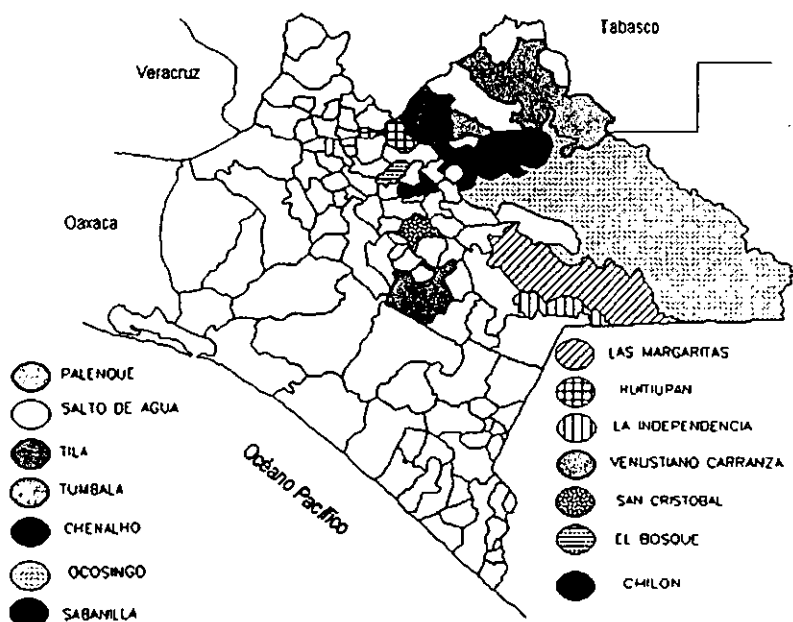 Tabasco
Veracruz
Oaxaca
Océano Pacífico
PALENQUE
SALTO DE AGUA
TILA
TUMBALA
CHENALHO
OCOSINGO
SABANILLA
LAS MARGARITAS
HUITIUPAN
LA INDEPENDENCIA
VENUSTIANO CARRANZA
SAN CRISTOBAL
EL BOSQUE
CHILON